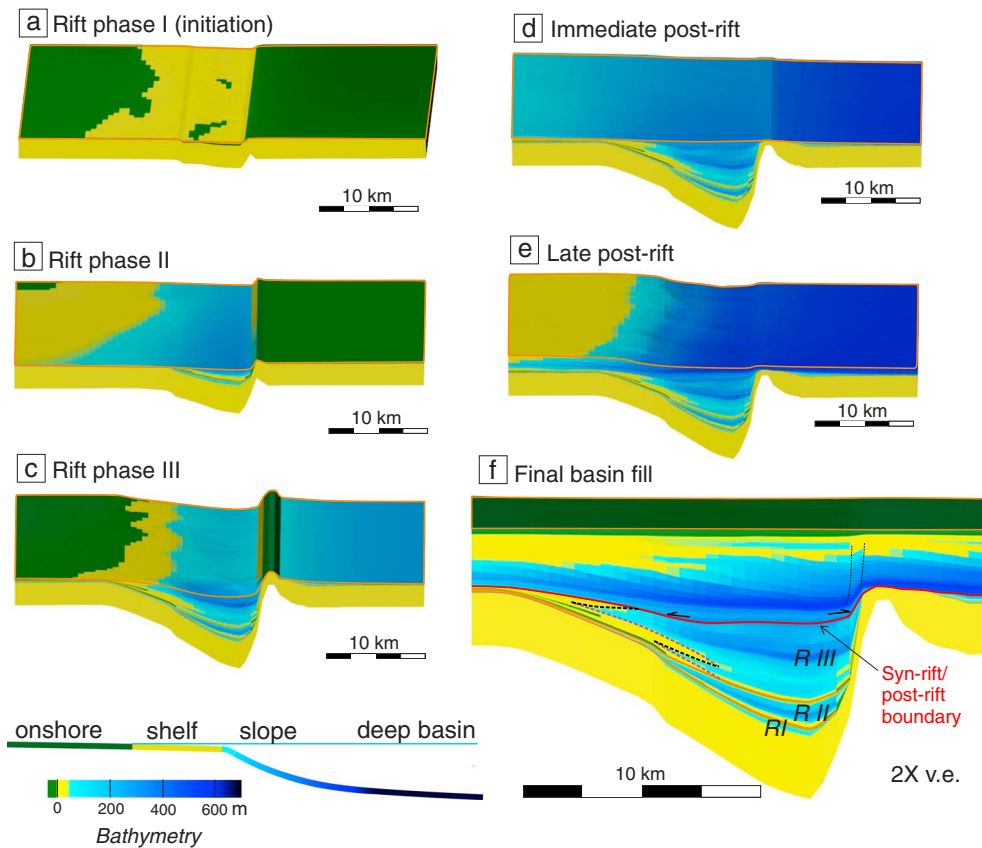 a Rift phase I (initiation)
10 km
b Rift phase II
10 km
c Rift phase III
10 km
onshore shelf slope deep basin
0 200 400 600 m
Bathymetry
d Immediate post-rift
10 km
e Late post-rift
10 km
f Final basin fill
R III
R II
RI
Syn-rift/
post-rift
boundary
10 km
2X v.e.